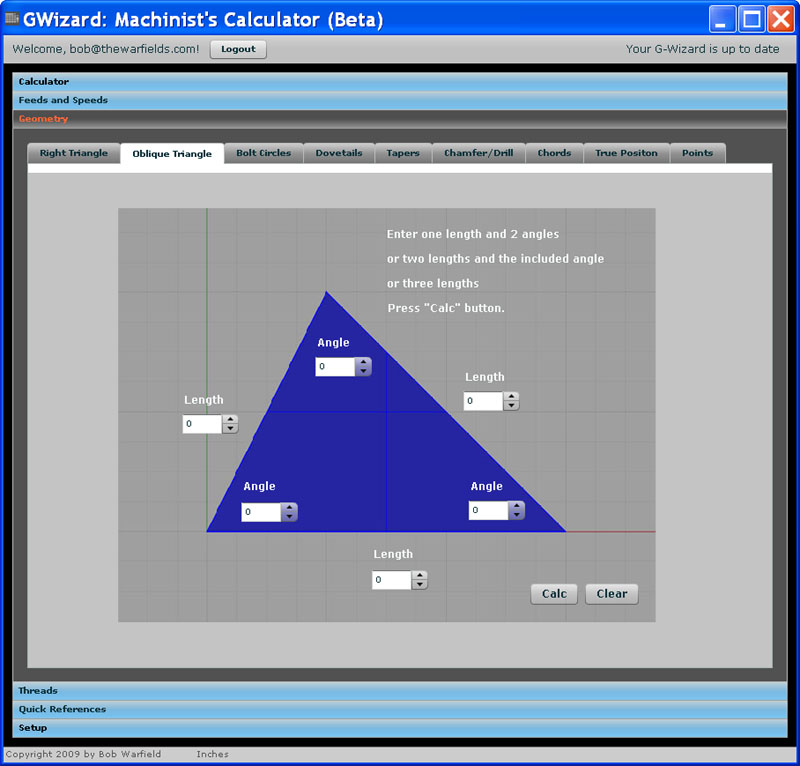 GWizard: Machinist's Calculator (Beta)
Welcome, bob@thewarfields.com! Logout Your G-Wizard is up to date
Calculator
Feeds and Speeds
Geometry
Right Triangle Oblique Triangle Bolt Circles Dovetails Tapers Chamfer/Drill Chords True Positon Points
Enter one length and 2 angles
or two lengths and the included angle
or three lengths
Press "Calc" button.
Angle
0
Length
0
Length
0
Angle
0
Angle
0
Length
0
Calc Clear
Threads
Quick References
Setup
Copyright 2009 by Bob Warfield Inches